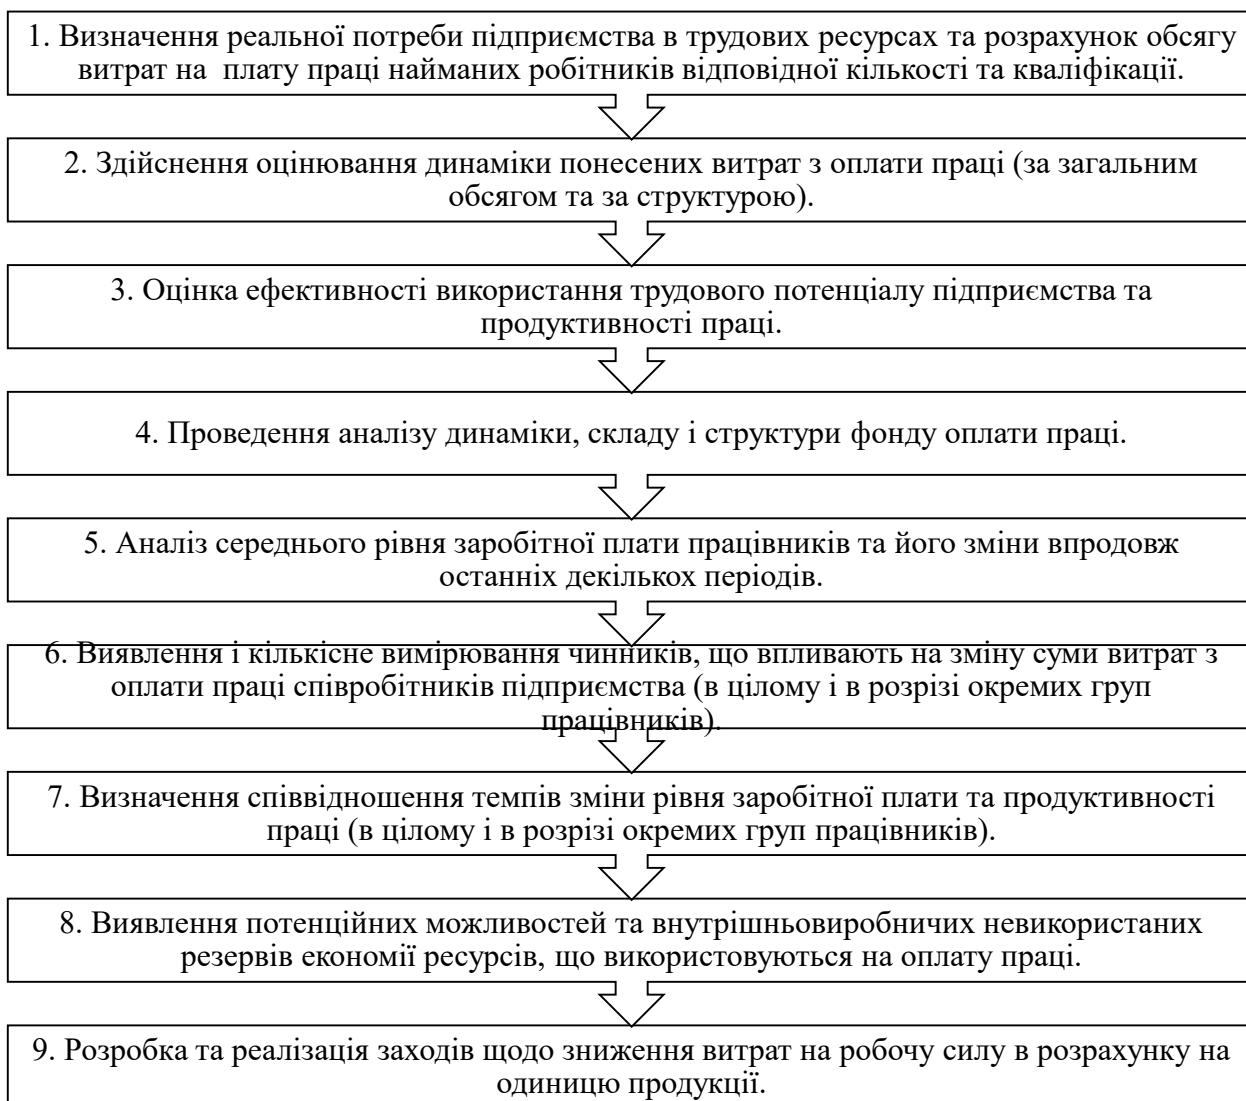 1. Визначення реальної потреби підприємства в трудових ресурсах та розрахунок обсягу
витрат на  плату праці найманих робітників відповідної кількості та кваліфікації.
2. Здійснення оцінювання динаміки понесених витрат з оплати праці (за загальним
обсягом та за структурою).
3. Оцінка ефективності використання трудового потенціалу підприємства та
продуктивності праці.
4. Проведення аналізу динаміки, складу і структури фонду оплати праці.
5. Аналіз середнього рівня заробітної плати працівників та його зміни впродовж
останніх декількох періодів.
6. Виявлення і кількісне вимірювання чинників, що впливають на зміну суми витрат з
оплати праці співробітників підприємства (в цілому і в розрізі окремих груп
працівників).
7. Визначення співвідношення темпів зміни рівня заробітної плати та продуктивності
праці (в цілому і в розрізі окремих груп працівників).
8. Виявлення потенційних можливостей та внутрішньовиробничих невикористаних
резервів економії ресурсів, що використовуються на оплату праці.
9. Розробка та реалізація заходів щодо зниження витрат на робочу силу в розрахунку на
одиницю продукції.